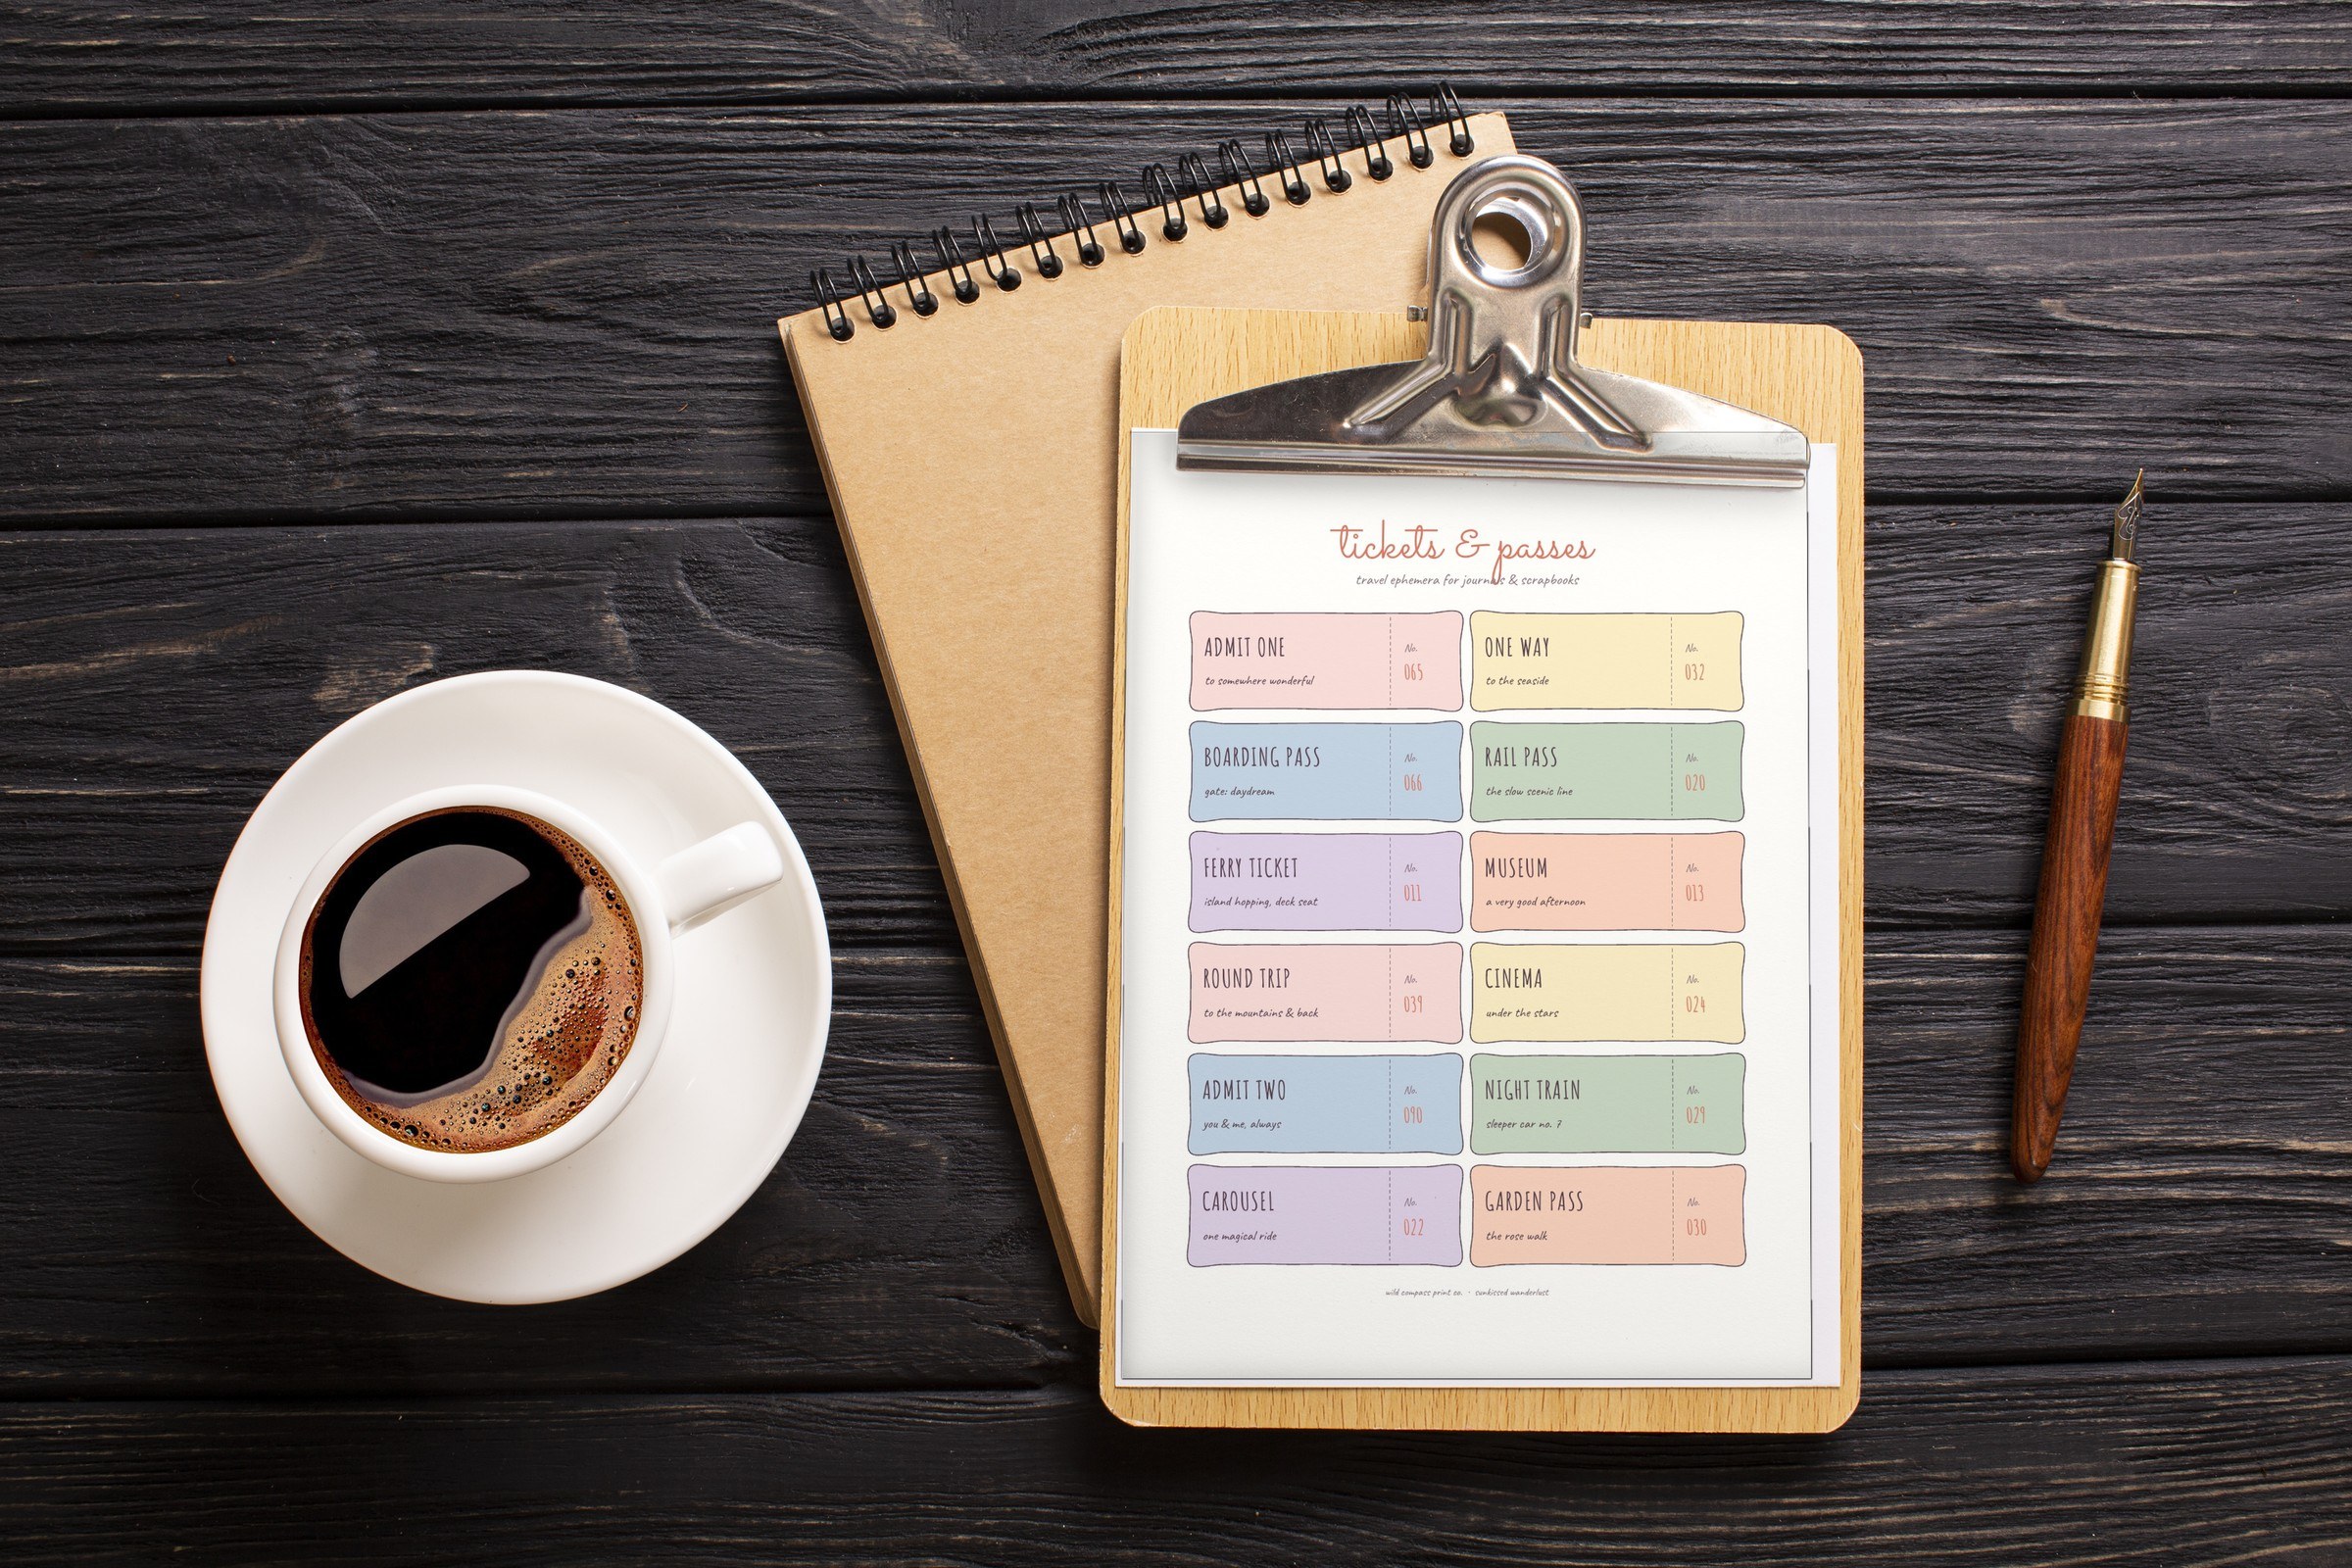 tickets & passes
travel ephemera for journals & scrapbooks
ADMIT ONE
to somewhere wonderful
No.
065
ONE WAY
to the seaside
No.
032
BOARDING PASS
gate: daydream
No.
066
RAIL PASS
the slow scenic line
No.
020
FERRY TICKET
island hopping, deck seat
No.
011
MUSEUM
a very good afternoon
No.
013
ROUND TRIP
to the mountains & back
No.
039
CINEMA
under the stars
No.
024
ADMIT TWO
you & me, always
No.
090
NIGHT TRAIN
sleeper car no. 7
No.
029
CAROUSEL
one magical ride
No.
022
GARDEN PASS
the rose walk
No.
030
wild compass print co. · sunkissed wanderlust